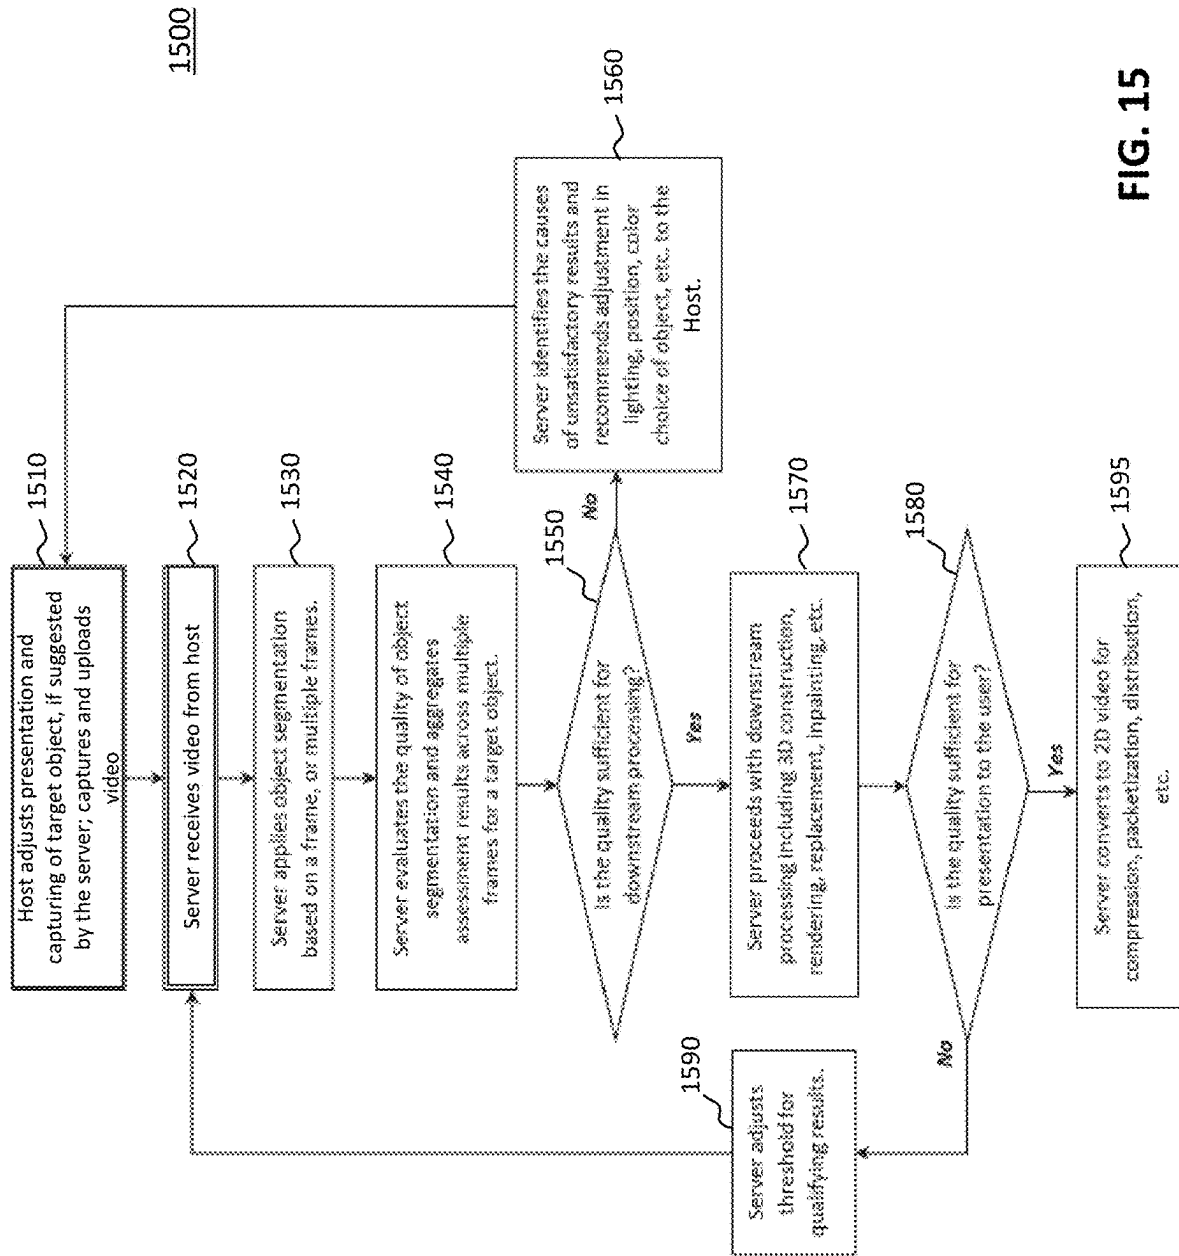 1500
Host adjusts presentation and
capturing of target object, if suggested
by the server; captures and uploads
video
1510
Server receives video from host
1520
Server applies object segmentation
based on a frame, or multiple frames.
1530
Server evaluates the quality of object
segmentation and aggregates
assessment results across multiple
frames for a target object.
1540
Is the quality sufficient for
downstream processing?
1550
No
Yes
Server identifies the causes
of unsatisfactory results and
recommends adjustment in
lighting, position, color
choice of object, etc. to the
Host.
1560
Server proceeds with downstream
processing including 3D construction,
rendering, replacement, inpainting, etc.
1570
Is the quality sufficient for
presentation to the user?
1580
No
Yes
Server adjusts
threshold for
qualifying results.
1590
Server converts to 2D video for
compression, packetization, distribution,
etc.
1595
FIG. 15